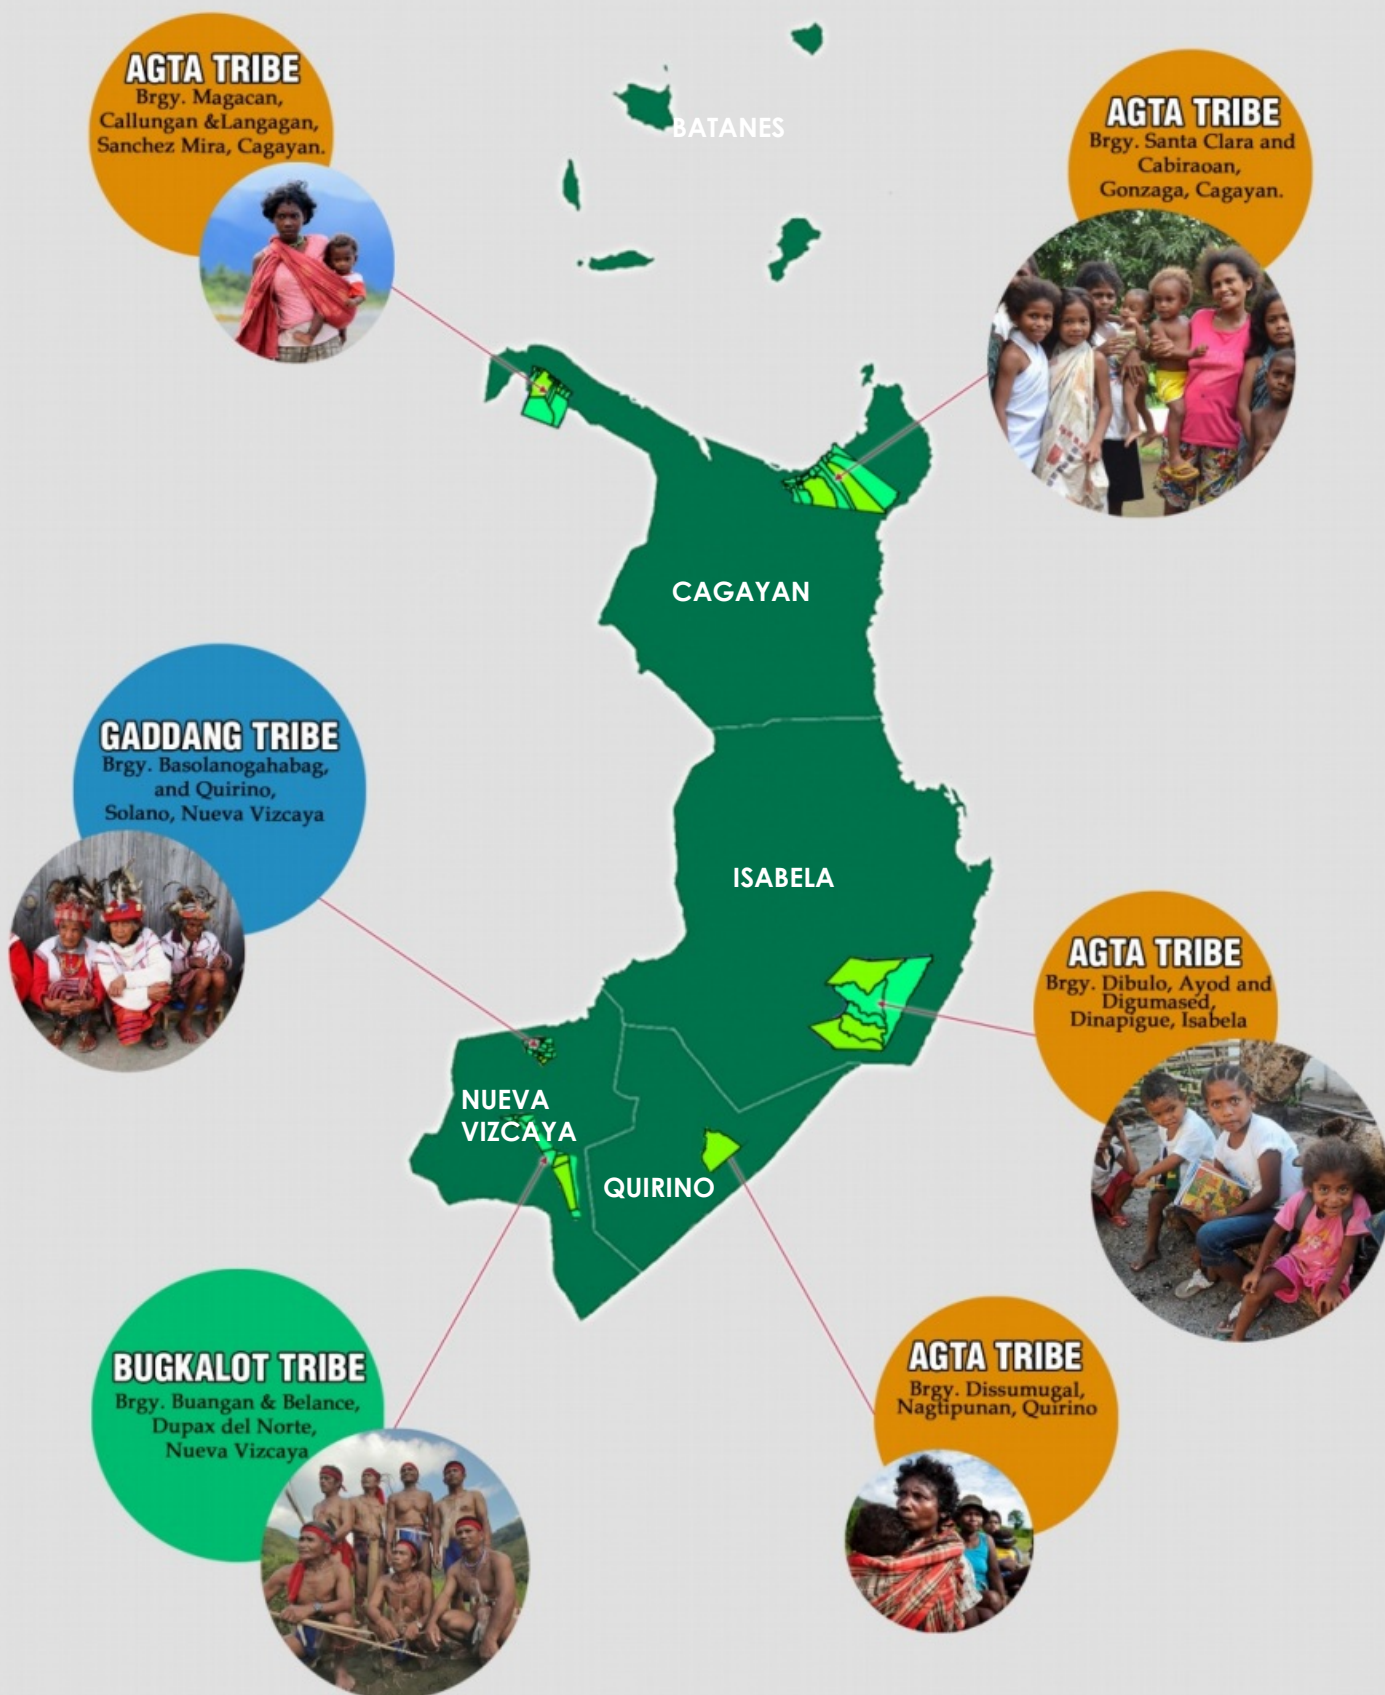 AGTA TRIBE
Brgy. Magacan,
Callungan &Langagan,
Sanchez Mira, Cagayan.
BATANES
AGTA TRIBE
Brgy. Santa Clara and
Cabiraoan,
Gonzaga, Cagayan.
CAGAYAN
GADDANG TRIBE
Brgy. Basolanogahabag,
and Quirino,
Solano, Nueva Vizcaya
ISABELA
AGTA TRIBE
Brgy. Dibulo, Ayod and
Digumased,
Dinapigue, Isabela
NUEVA
VIZCAYA
QUIRINO
BUGKALOT TRIBE
Brgy. Buangan & Belance,
Dupax del Norte,
Nueva Vizcaya
AGTA TRIBE
Brgy. Dissumugal,
Nagtipunan, Quirino